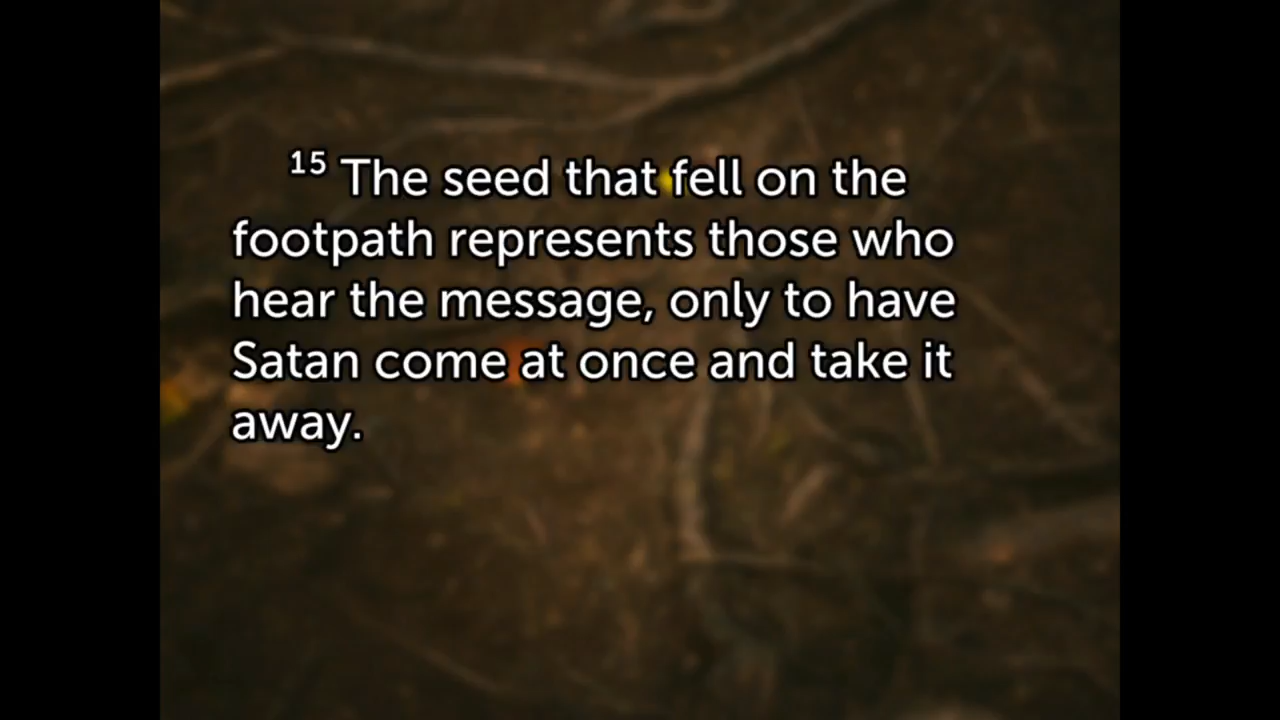 15 The seed that fell on the
footpath represents those who
hear the message, only to have
Satan come at once and take it
away.